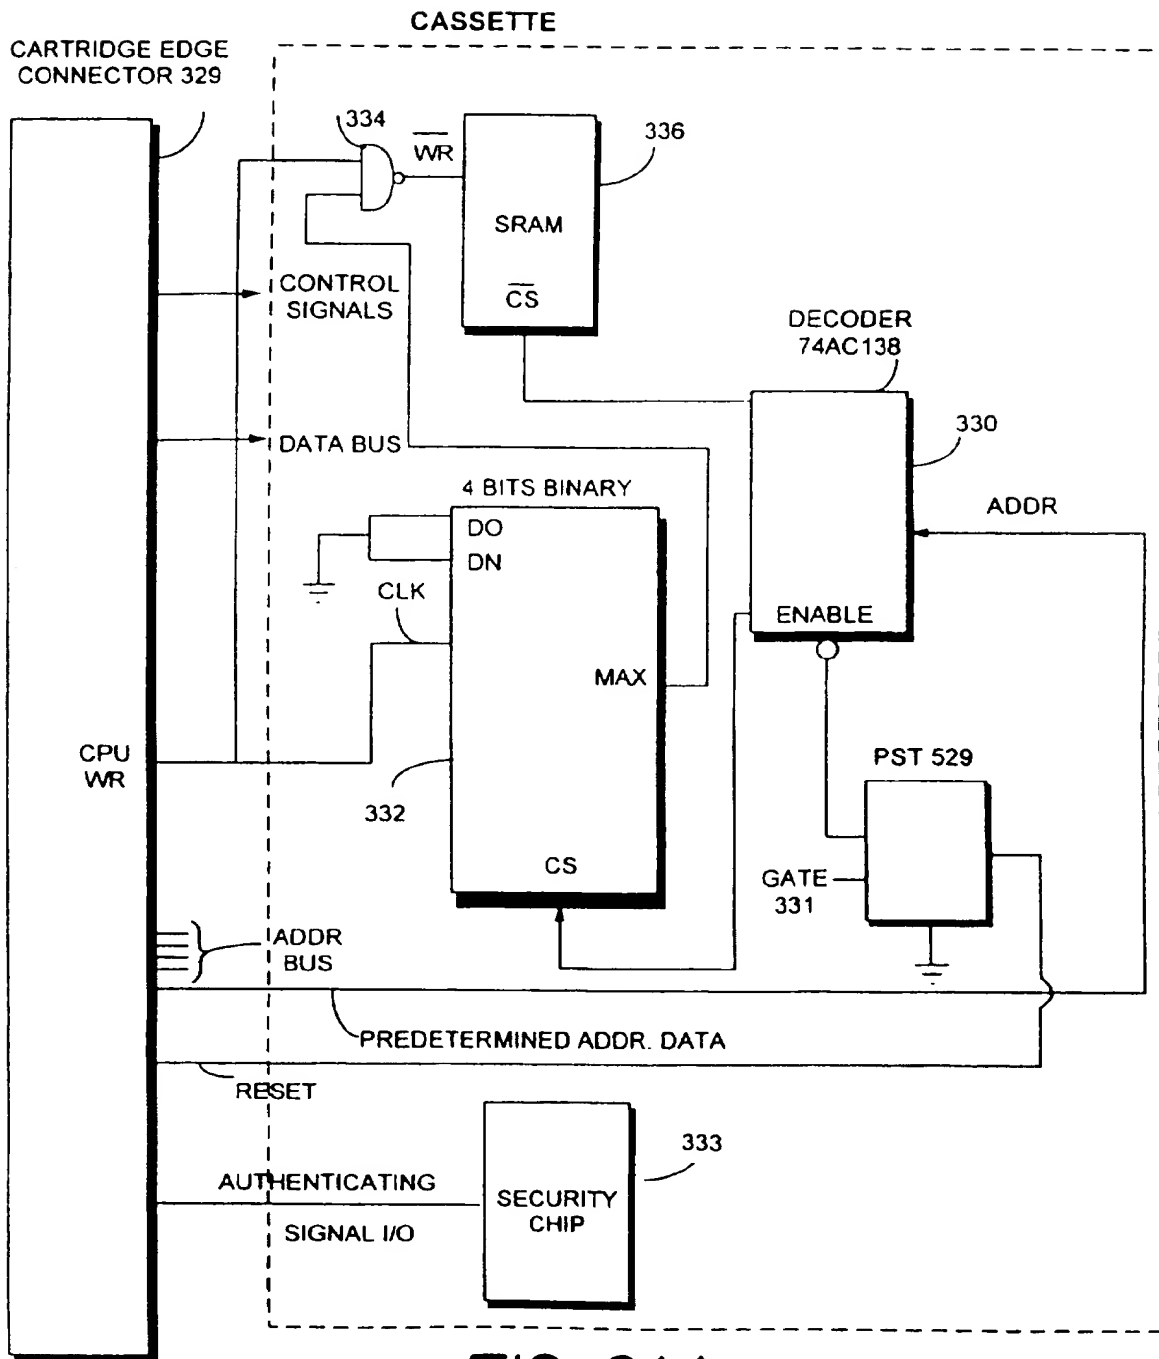 CASSETTE
CARTRIDGE EDGE
CONNECTOR 329
334
WR
336
SRAM
CS
CONTROL
SIGNALS
DECODER
74AC138
330
DATA BUS
4 BITS BINARY
ADDR
DO
DN
CLK
ENABLE
MAX
CPU
WR
PST 529
332
CS
GATE
331
ADDR
BUS
PREDETERMINED ADDR. DATA
RESET
333
AUTHENTICATING
SIGNAL I/O
SECURITY
CHIP